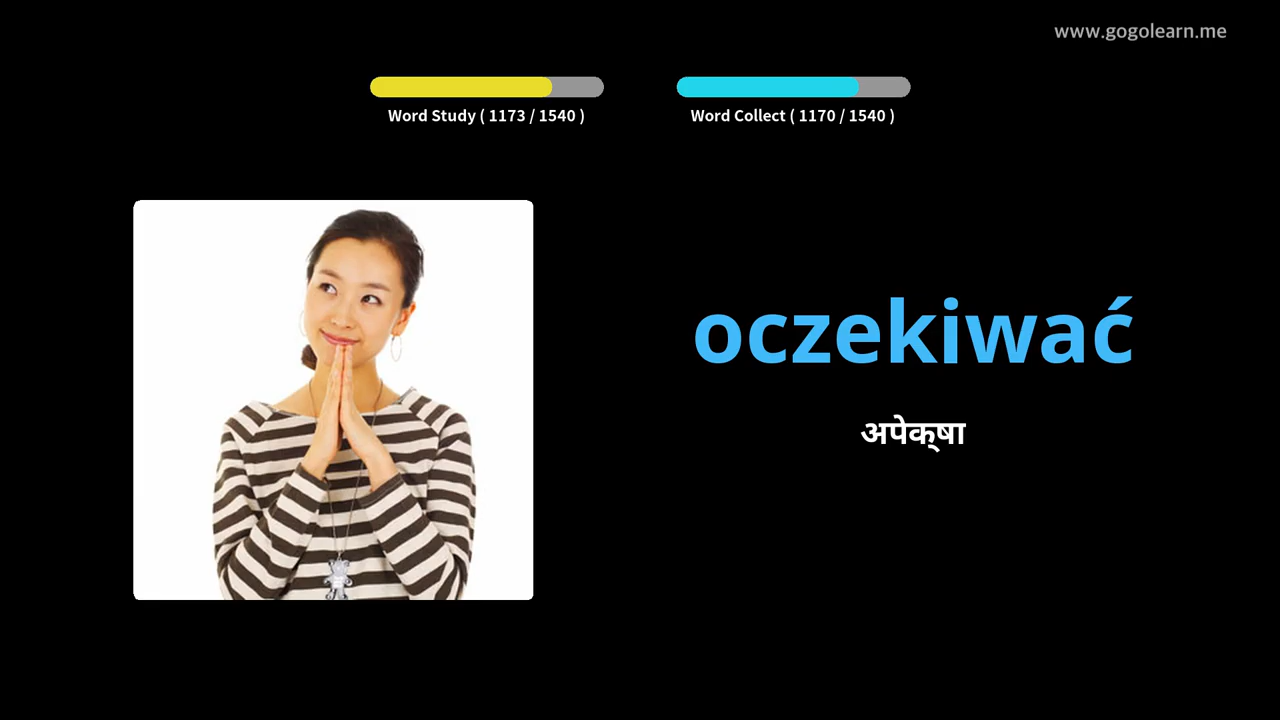 www.gogolearn.me
Word Study ( 1173 / 1540 )
Word Collect ( 1170 / 1540 )
oczekiwać
अपेक्‌षा